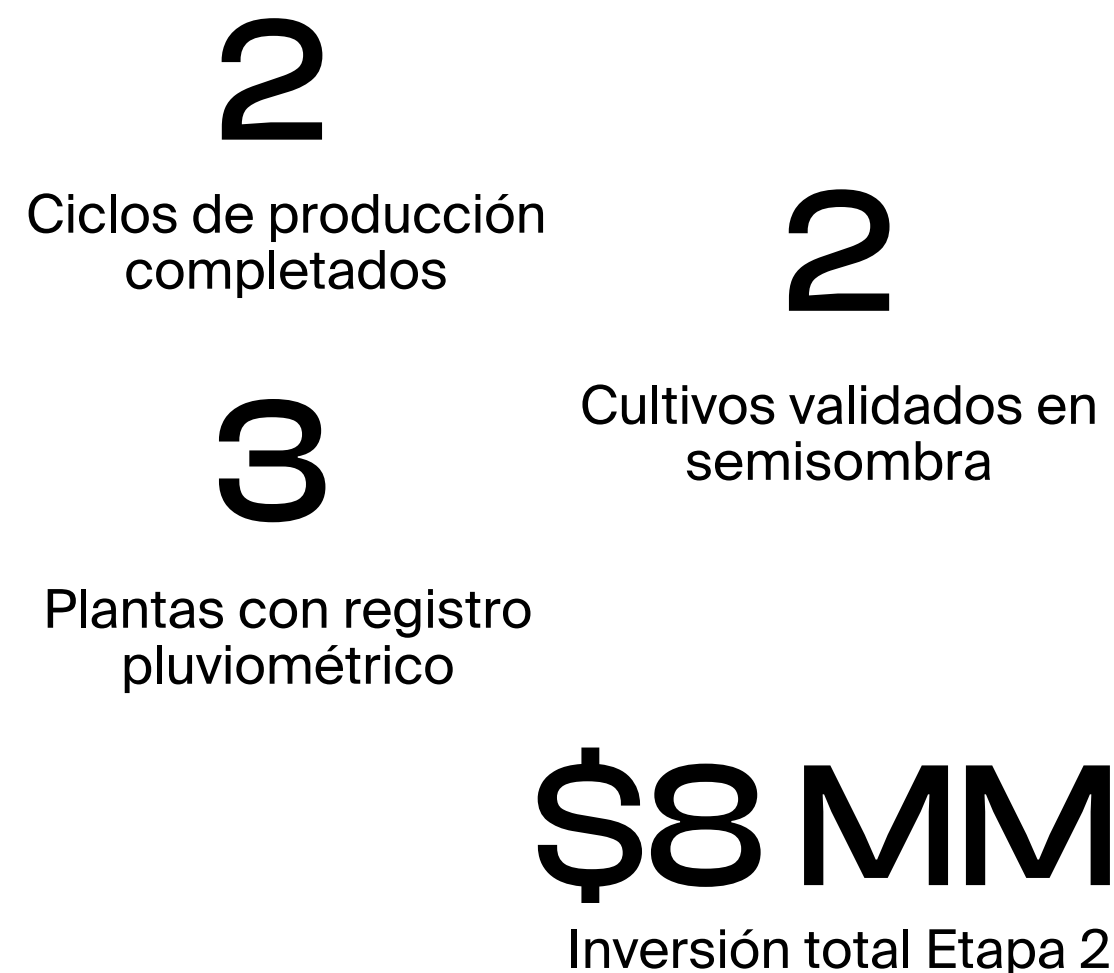 2
Ciclos de producción
completados
2
Cultivos validados en
semisombra
3
Plantas con registro
pluviométrico
$8 MM
Inversión total Etapa 2